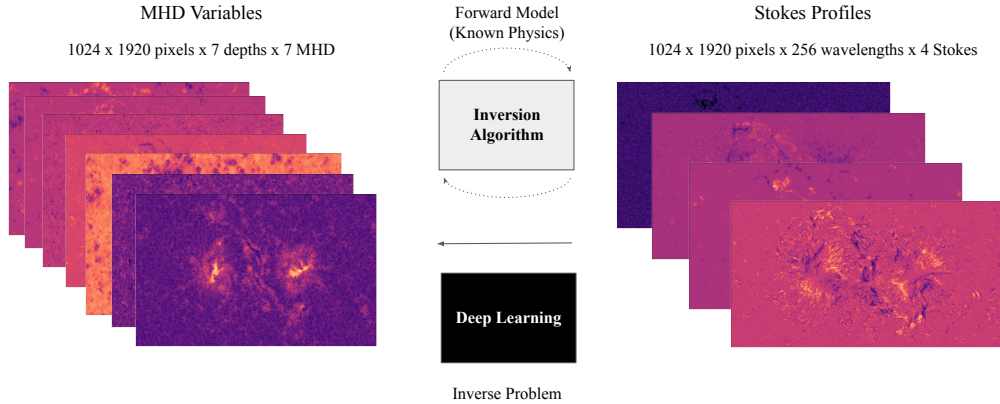 MHD Variables
1024 x 1920 pixels x 7 depths x 7 MHD
Forward Model
(Known Physics)
Inversion
Algorithm
Deep Learning
Inverse Problem
Stokes Profiles
1024 x 1920 pixels x 256 wavelengths x 4 Stokes